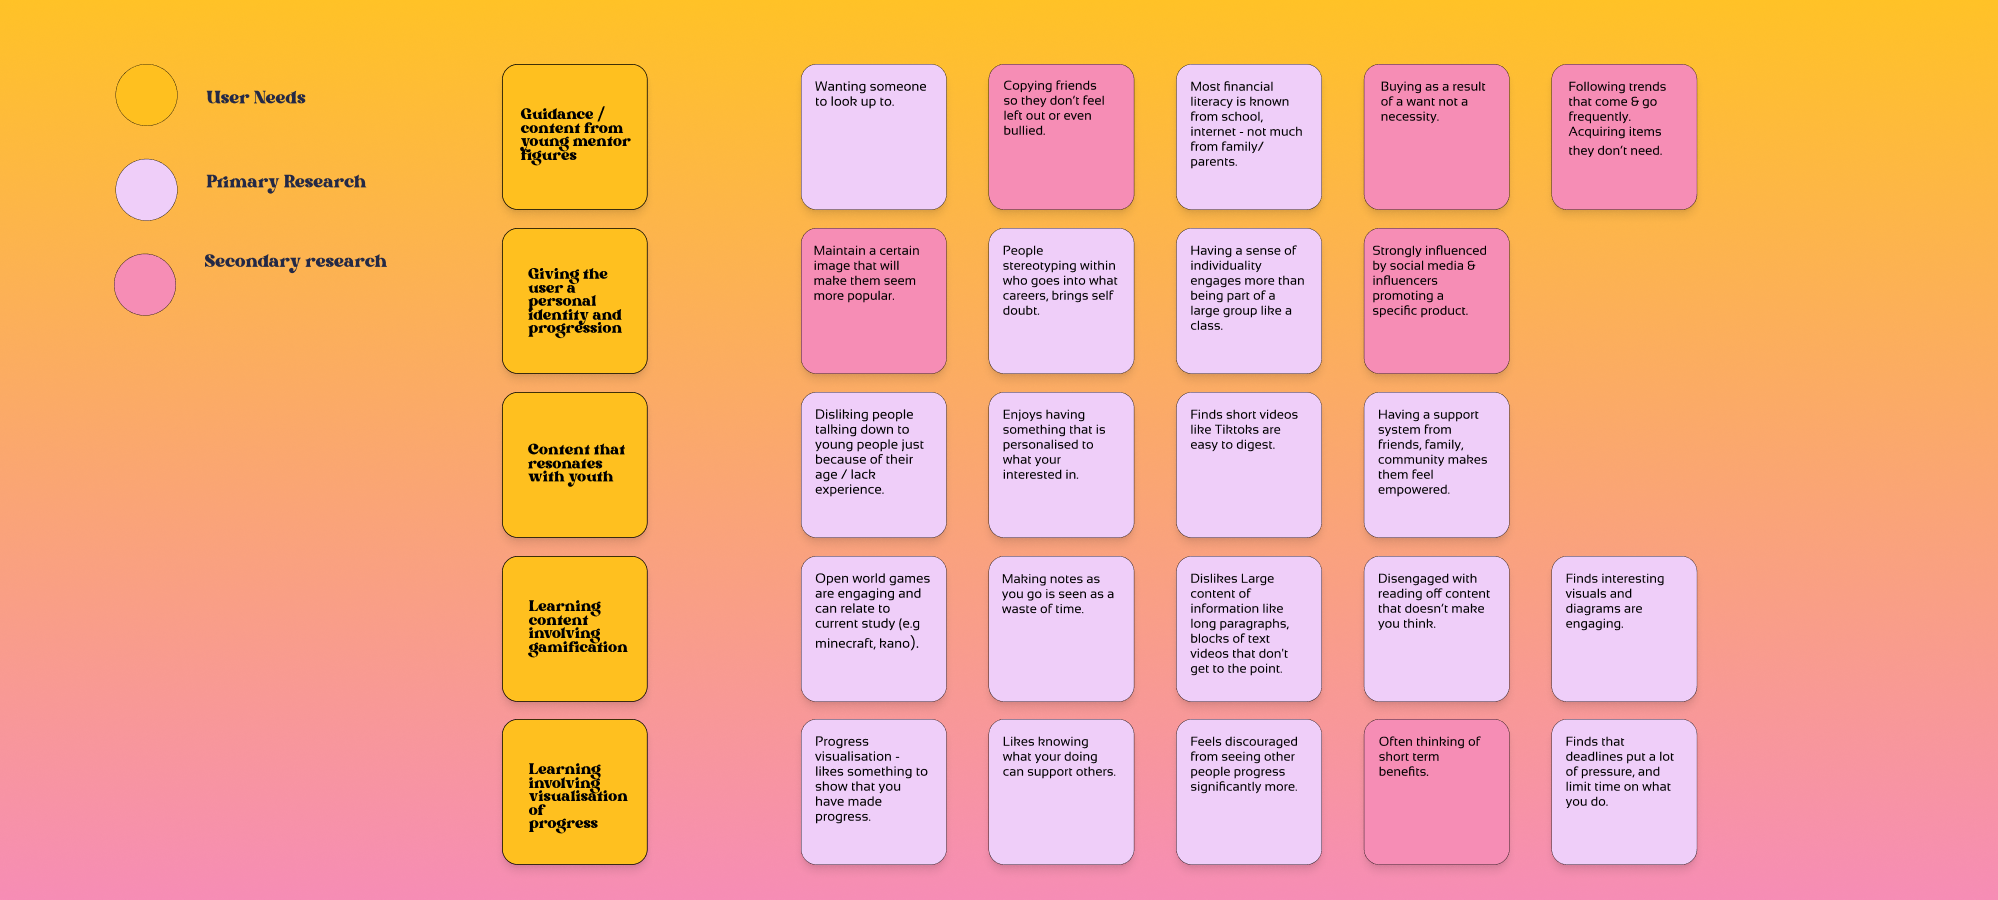 User Needs
Primary Research
Secondary research
Guidance /
content from
young mentor
figures
Wanting someone
to look up to.
Copying friends
so they don't feel
left out or even
bullied.
Most financial
literacy is known
from school,
internet - not much
from family/
parents.
Buying as a result
of a want not a
necessity.
Following trends
that come & go
frequently.
Acquiring items
they don't need.
Giving the
user a
personal
identity and
progression
Maintain a certain
image that will
make them seem
more popular.
People
stereotyping within
who goes into what
careers, brings self
doubt.
Having a sense of
individuality
engages more than
being part of a
large group like a
class.
Strongly influenced
by social media &
influencers
promoting a
specific product.
Content that
resonates
with youth
Disliking people
talking down to
young people just
because of their
age / lack
experience.
Enjoys having
something that is
personalised to
what your
interested in.
Finds short videos
like Tiktoks are
easy to digest.
Having a support
system from
friends, family,
community makes
them feel
empowered.
Learning
content
involving
gamification
Open world games
are engaging and
can relate to
current study (e.g
minecraft, kano).
Making notes as
you go is seen as a
waste of time.
Dislikes Large
content of
information like
long paragraphs,
blocks of text
videos that don't
get to the point.
Disengaged with
reading off content
that doesn't make
you think.
Finds interesting
visuals and
diagrams are
engaging.
Learning
involving
visualisation
of
progress
Progress
visualisation -
likes something to
show that you
have made
progress.
Likes knowing
what your doing
can support others.
Feels discouraged
from seeing other
people progress
significantly more.
Often thinking of
short term
benefits.
Finds that
deadlines put a lot
of pressure, and
limit time on what
you do.